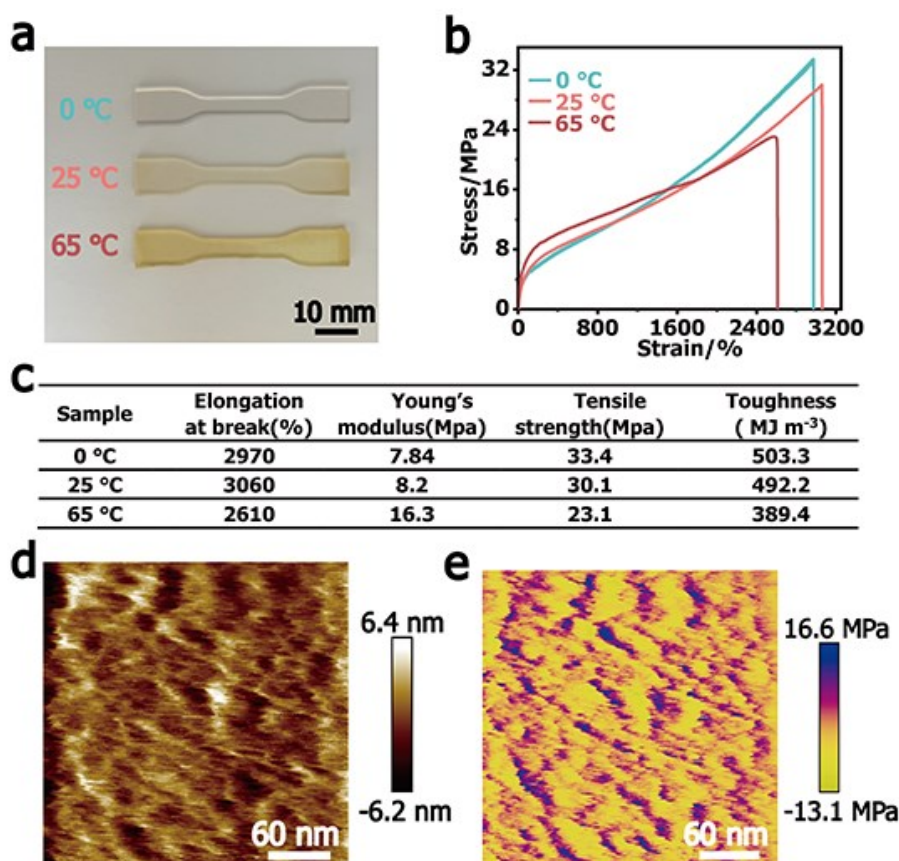 a
0 °C
25 °C
65 °C
10 mm
b
Stress/MPa
32
24
16
8
0
0 °C
25 °C
65 °C
0 800 1600 2400 3200
Strain/%
c
Sample Elongation at break(%) Young's modulus(Mpa) Tensile strength(Mpa) Toughness ( MJ m⁻³)
0 °C 2970 7.84 33.4 503.3
25 °C 3060 8.2 30.1 492.2
65 °C 2610 16.3 23.1 389.4
d
6.4 nm
-6.2 nm
60 nm
e
16.6 MPa
-13.1 MPa
60 nm